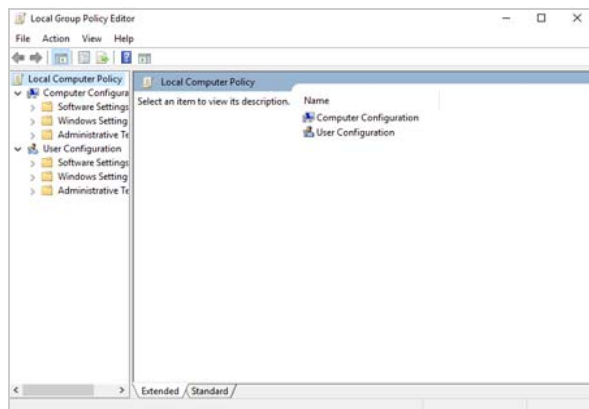 Local Group Policy Editor
File Action View Help
Local Computer Policy
Computer Configura
Software Settings
Windows Setting
Administrative Te
User Configuration
Software Settings
Windows Setting
Administrative Te
Local Computer Policy
Select an item to view its description.
Name
Computer Configuration
User Configuration
Extended Standard